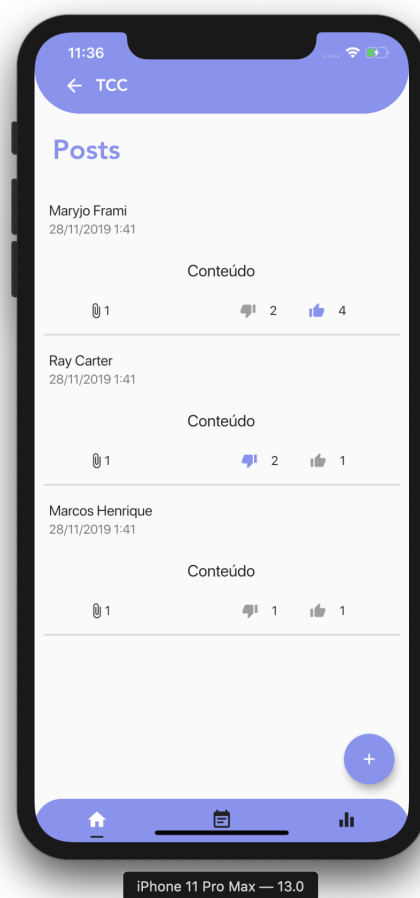 11:36
TCC
Posts
Maryjo Frami
28/11/2019 1:41
Conteúdo
1 2 4
Ray Carter
28/11/2019 1:41
Conteúdo
1 2 1
Marcos Henrique
28/11/2019 1:41
Conteúdo
1 1 1
+
iPhone 11 Pro Max — 13.0